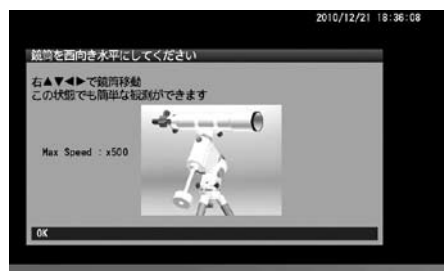 2010/12/21 18:36:08
鏡筒を西向き水平にしてください
右▲▼◀▶で鏡筒移動
この状態でも簡単な観測ができます
Max Speed : x500
OK